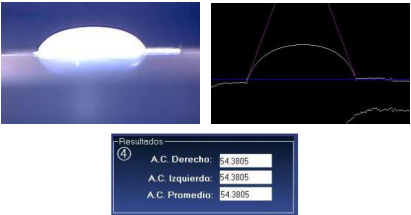 Resultados
④
A.C. Derecho: 54.3805
A.C. Izquierdo: 54.3805
A.C. Promedio: 54.3805